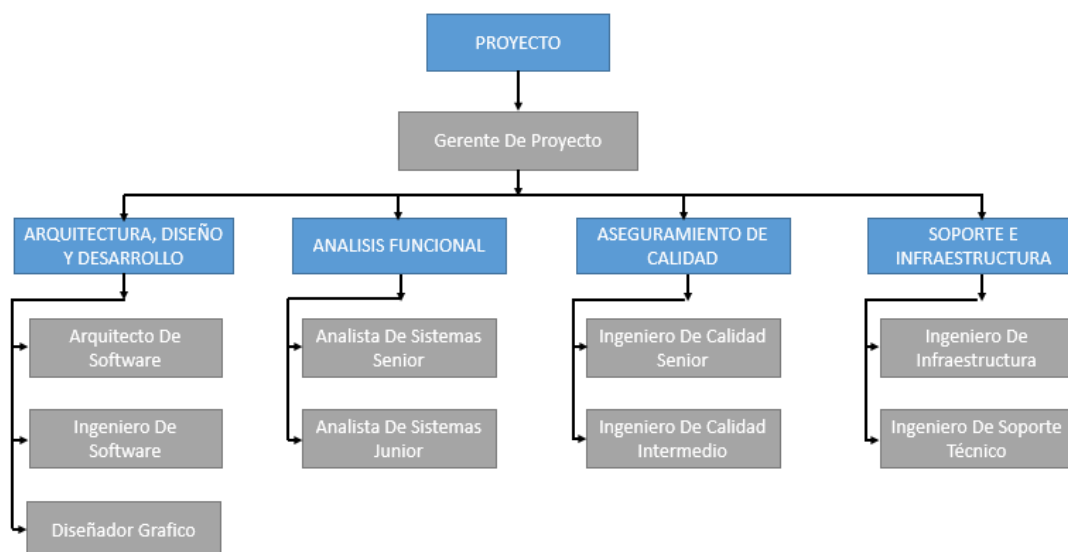 PROYECTO
Gerente De Proyecto
ARQUITECTURA, DISEÑO
Y DESARROLLO
ANALISIS FUNCIONAL
ASEGURAMIENTO DE
CALIDAD
SOPORTE E
INFRAESTRUCTURA
Arquitecto De
Software
Analista De Sistemas
Senior
Ingeniero De Calidad
Senior
Ingeniero De
Infraestructura
Ingeniero De
Software
Analista De Sistemas
Junior
Ingeniero De Calidad
Intermedio
Ingeniero De Soporte
Técnico
Diseñador Grafico